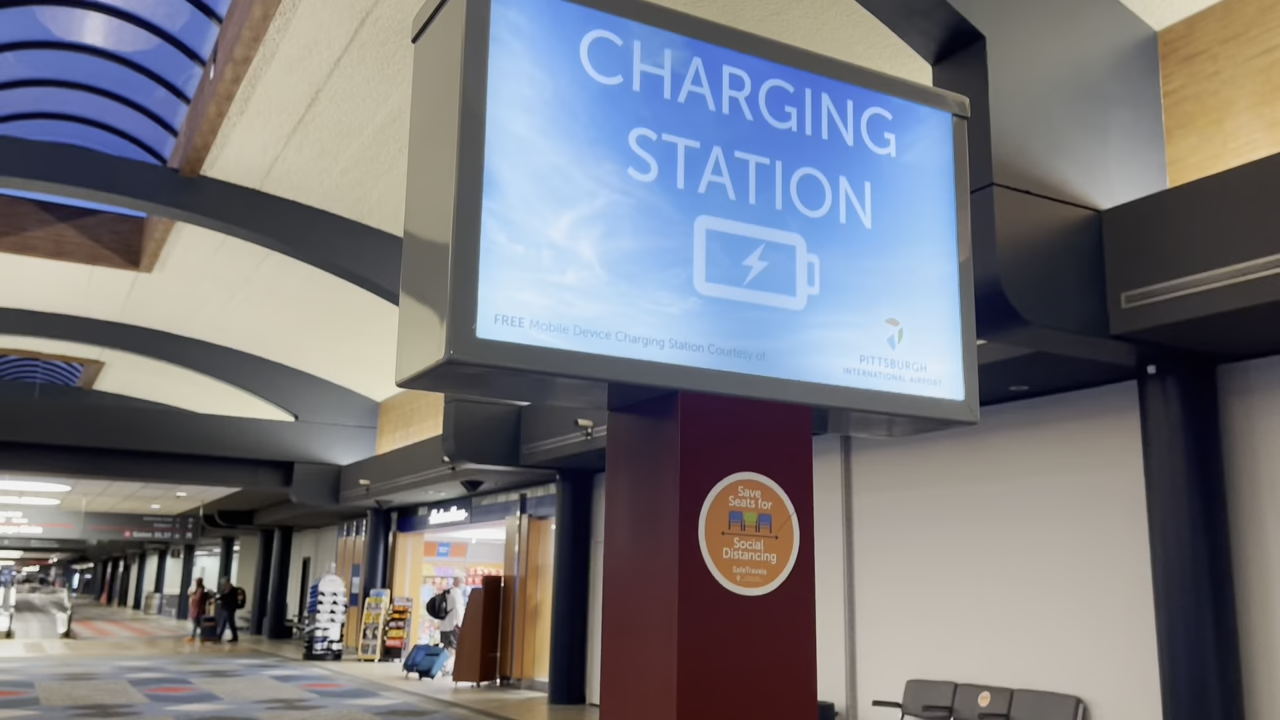 CHARGING
STATION
FREE Mobile Device Charging Station Courtesy of
PITTSBURGH
INTERNATIONAL AIRPORT
Save
Seats for
Social
Distancing
SafeTravels